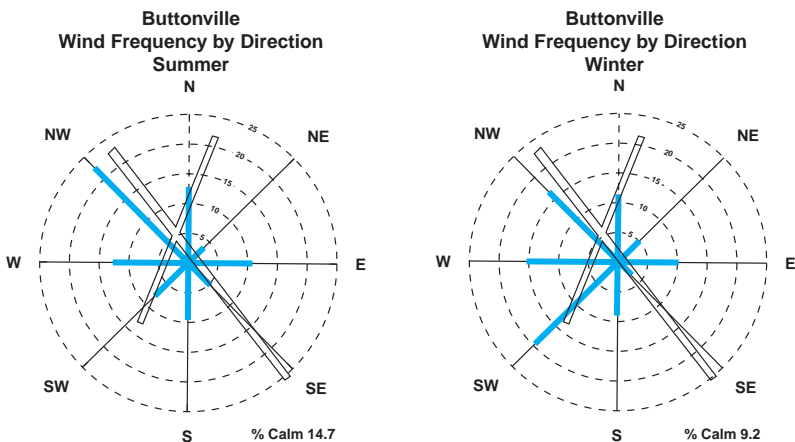 Buttonville
Wind Frequency by Direction
Summer
N
NW
NE
25
20
15
10
5
W
E
SW
SE
S
% Calm 14.7
Buttonville
Wind Frequency by Direction
Winter
N
NW
NE
25
20
15
10
5
W
E
SW
SE
S
% Calm 9.2